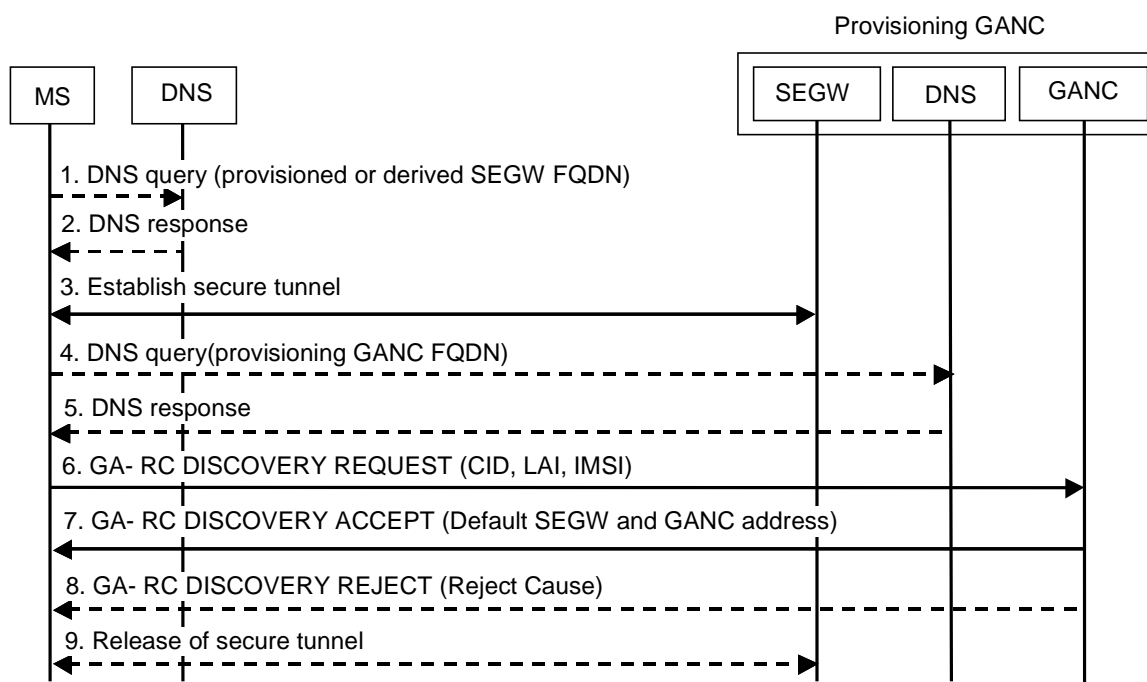 Provisioning GANC
MS
DNS
SEGW
DNS
GANC
1. DNS query (provisioned or derived SEGW FQDN)
2. DNS response
3. Establish secure tunnel
4. DNS query(provisioning GANC FQDN)
5. DNS response
6. GA- RC DISCOVERY REQUEST (CID, LAI, IMSI)
7. GA- RC DISCOVERY ACCEPT (Default SEGW and GANC address)
8. GA- RC DISCOVERY REJECT (Reject Cause)
9. Release of secure tunnel